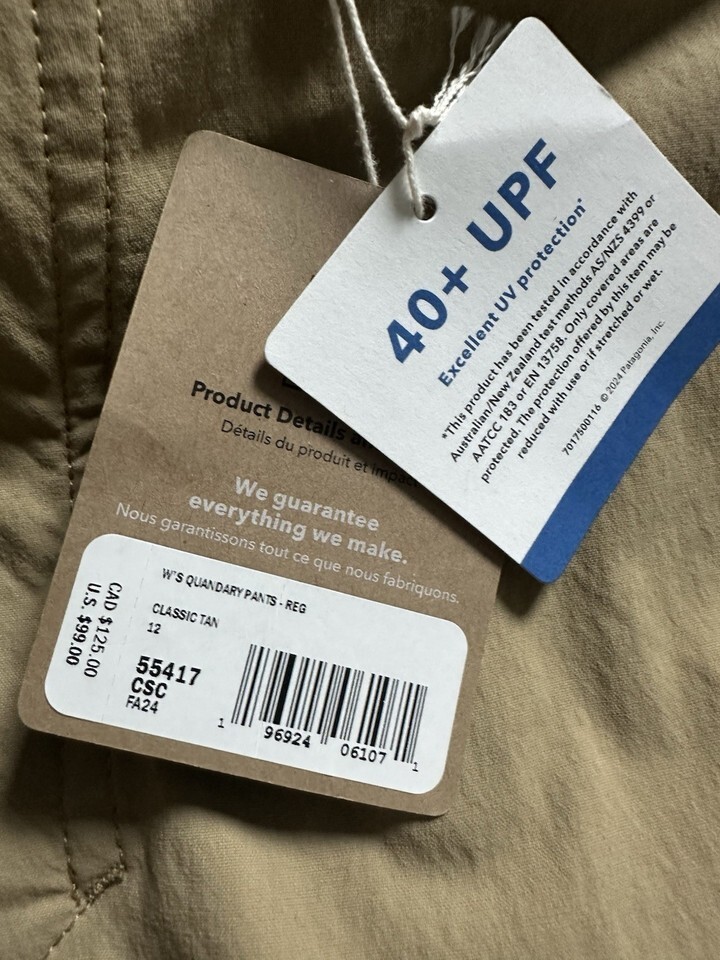 40+ UPF
Excellent UV protection*
*This product has been tested in accordance with
Australian/New Zealand test methods AS/NZS 4399 or
AATCC 183 or EN 13758. Only covered areas are
protected. The protection offered by this item may be
reduced with use or if stretched or wet.
7017500116 © 2024 Patagonia, Inc.
Product Details
Détails du produit et
We guarantee
everything we make.
Nous garantissons tout ce que nous fabriquons.
W'S QUANDARY PANTS - REG
CLASSIC TAN
12
55417
CSC
FA24
CAD $125.00
U.S. $99.00
1 96924 06107 1